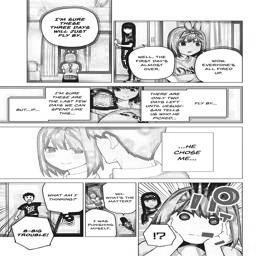 I'M SURE
THESE
THREE DAYS
WILL JUST
FLY BY.
WELL, THE
FIRST DAY'S
ALMOST
OVER.
WOW,
EVERYONE'S
ALL FIRED
UP.
I'M SURE
THESE ARE
THE LAST FEW
DAYS WE CAN
SPEND LIKE
THIS...
BUT...
THERE ARE
ONLY TWO
DAYS LEFT
UNTIL UESUGI-
SAN TELLS
US WHO HE
PICKED...
FLY BY...
...HE
CHOSE
ME...
B-BIG
TROUBLE!
WHAT AM I
THINKING?
WH-
WHAT'S THE
MATTER?
I WAS
PUNISHING
MYSELF.
!?